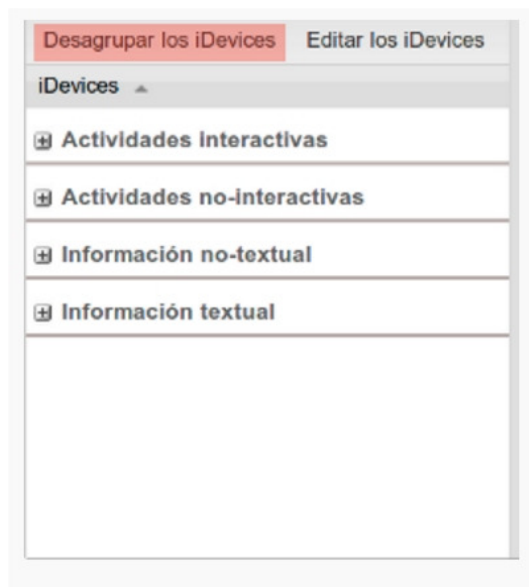 Desagrupar los iDevices Editar los iDevices
iDevices
Actividades interactivas
Actividades no-interactivas
Información no-textual
Información textual